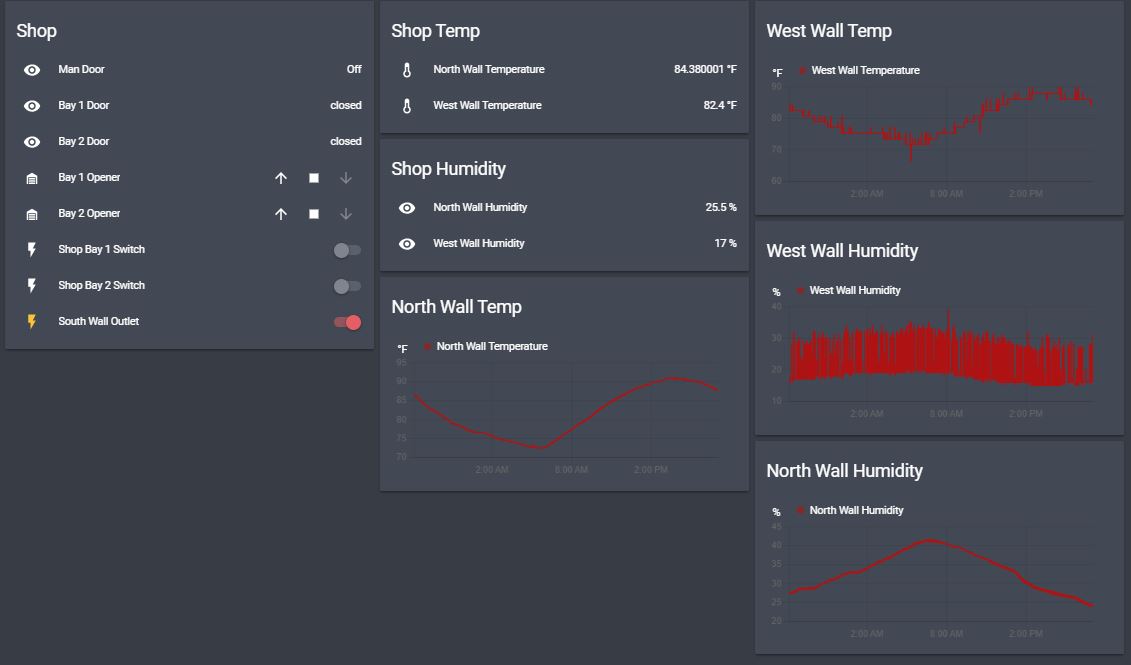 Shop
Man Door Off
Bay 1 Door closed
Bay 2 Door closed
Bay 1 Opener
Bay 2 Opener
Shop Bay 1 Switch
Shop Bay 2 Switch
South Wall Outlet
Shop Temp
North Wall Temperature 84.380001 °F
West Wall Temperature 82.4 °F
Shop Humidity
North Wall Humidity 25.5 %
West Wall Humidity 17 %
North Wall Temp
°F North Wall Temperature
95
90
85
80
75
70
2:00 AM 8:00 AM 2:00 PM
West Wall Temp
°F West Wall Temperature
90
80
70
60
2:00 AM 8:00 AM 2:00 PM
West Wall Humidity
% West Wall Humidity
40
30
20
10
2:00 AM 8:00 AM 2:00 PM
North Wall Humidity
% North Wall Humidity
45
40
35
30
25
20
2:00 AM 8:00 AM 2:00 PM